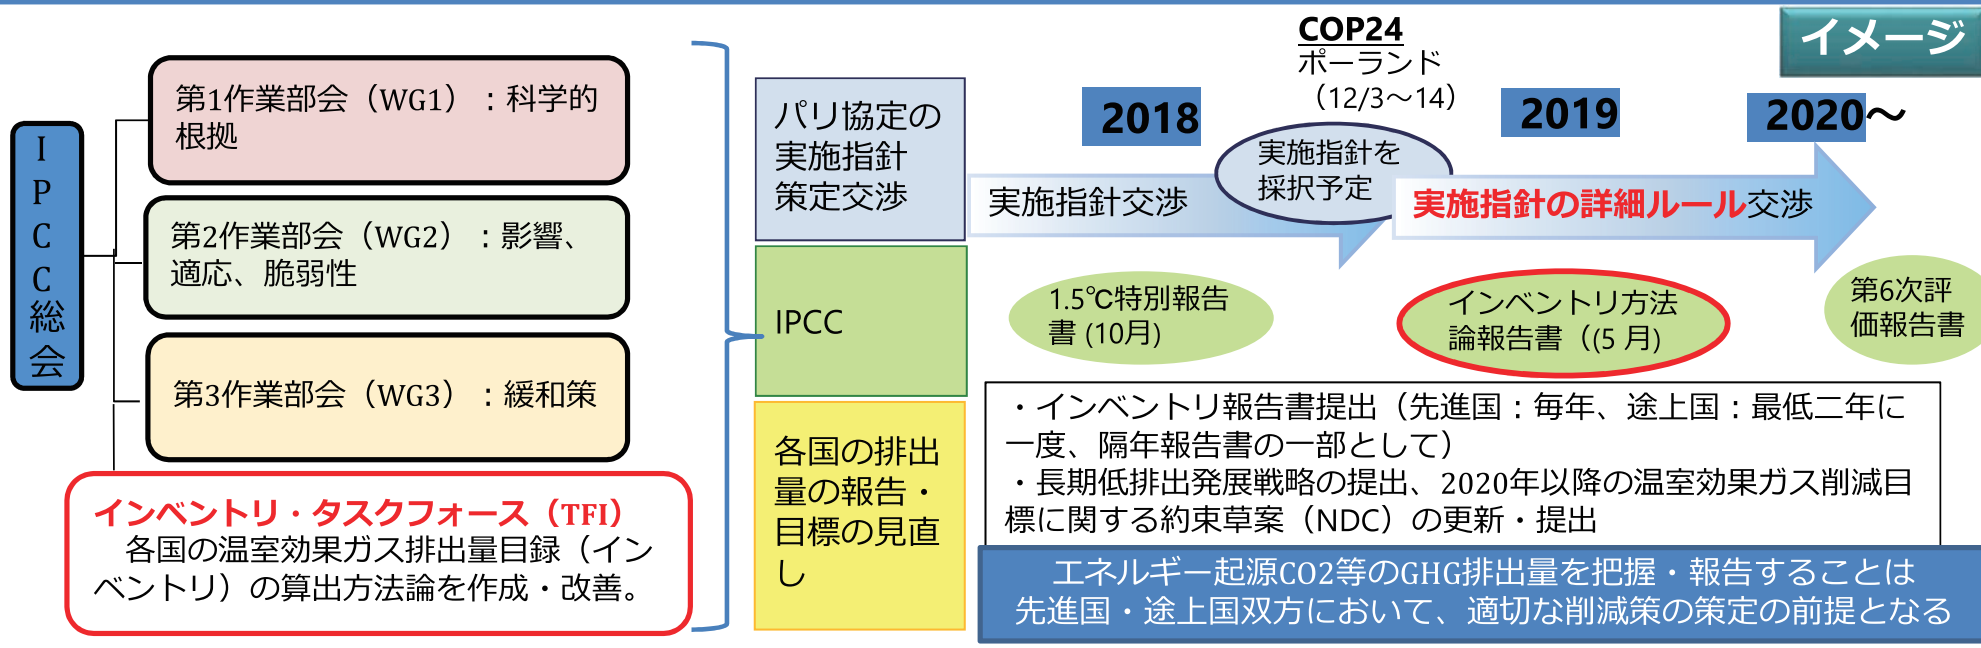 イメージ
IPCC総会
第1作業部会（WG1）：科学的
根拠
第2作業部会（WG2）：影響、
適応、脆弱性
第3作業部会（WG3）：緩和策
インベントリ・タスクフォース（TFI）
各国の温室効果ガス排出量目録（イン
ベントリ）の算出方法論を作成・改善。
パリ協定の
実施指針
策定交渉
2018
COP24
ポーランド
（12/3～14）
2019
2020～
実施指針交渉
実施指針を
採択予定
実施指針の詳細ルール交渉
IPCC
1.5℃特別報告
書 (10月)
インベントリ方法
論報告書（(5 月)
第6次評
価報告書
各国の排出
量の報告・
目標の見直
し
・インベントリ報告書提出（先進国：毎年、途上国：最低二年に
一度、隔年報告書の一部として）
・長期低排出発展戦略の提出、2020年以降の温室効果ガス削減目
標に関する約束草案（NDC）の更新・提出
エネルギー起源CO2等のGHG排出量を把握・報告することは
先進国・途上国双方において、適切な削減策の策定の前提となる